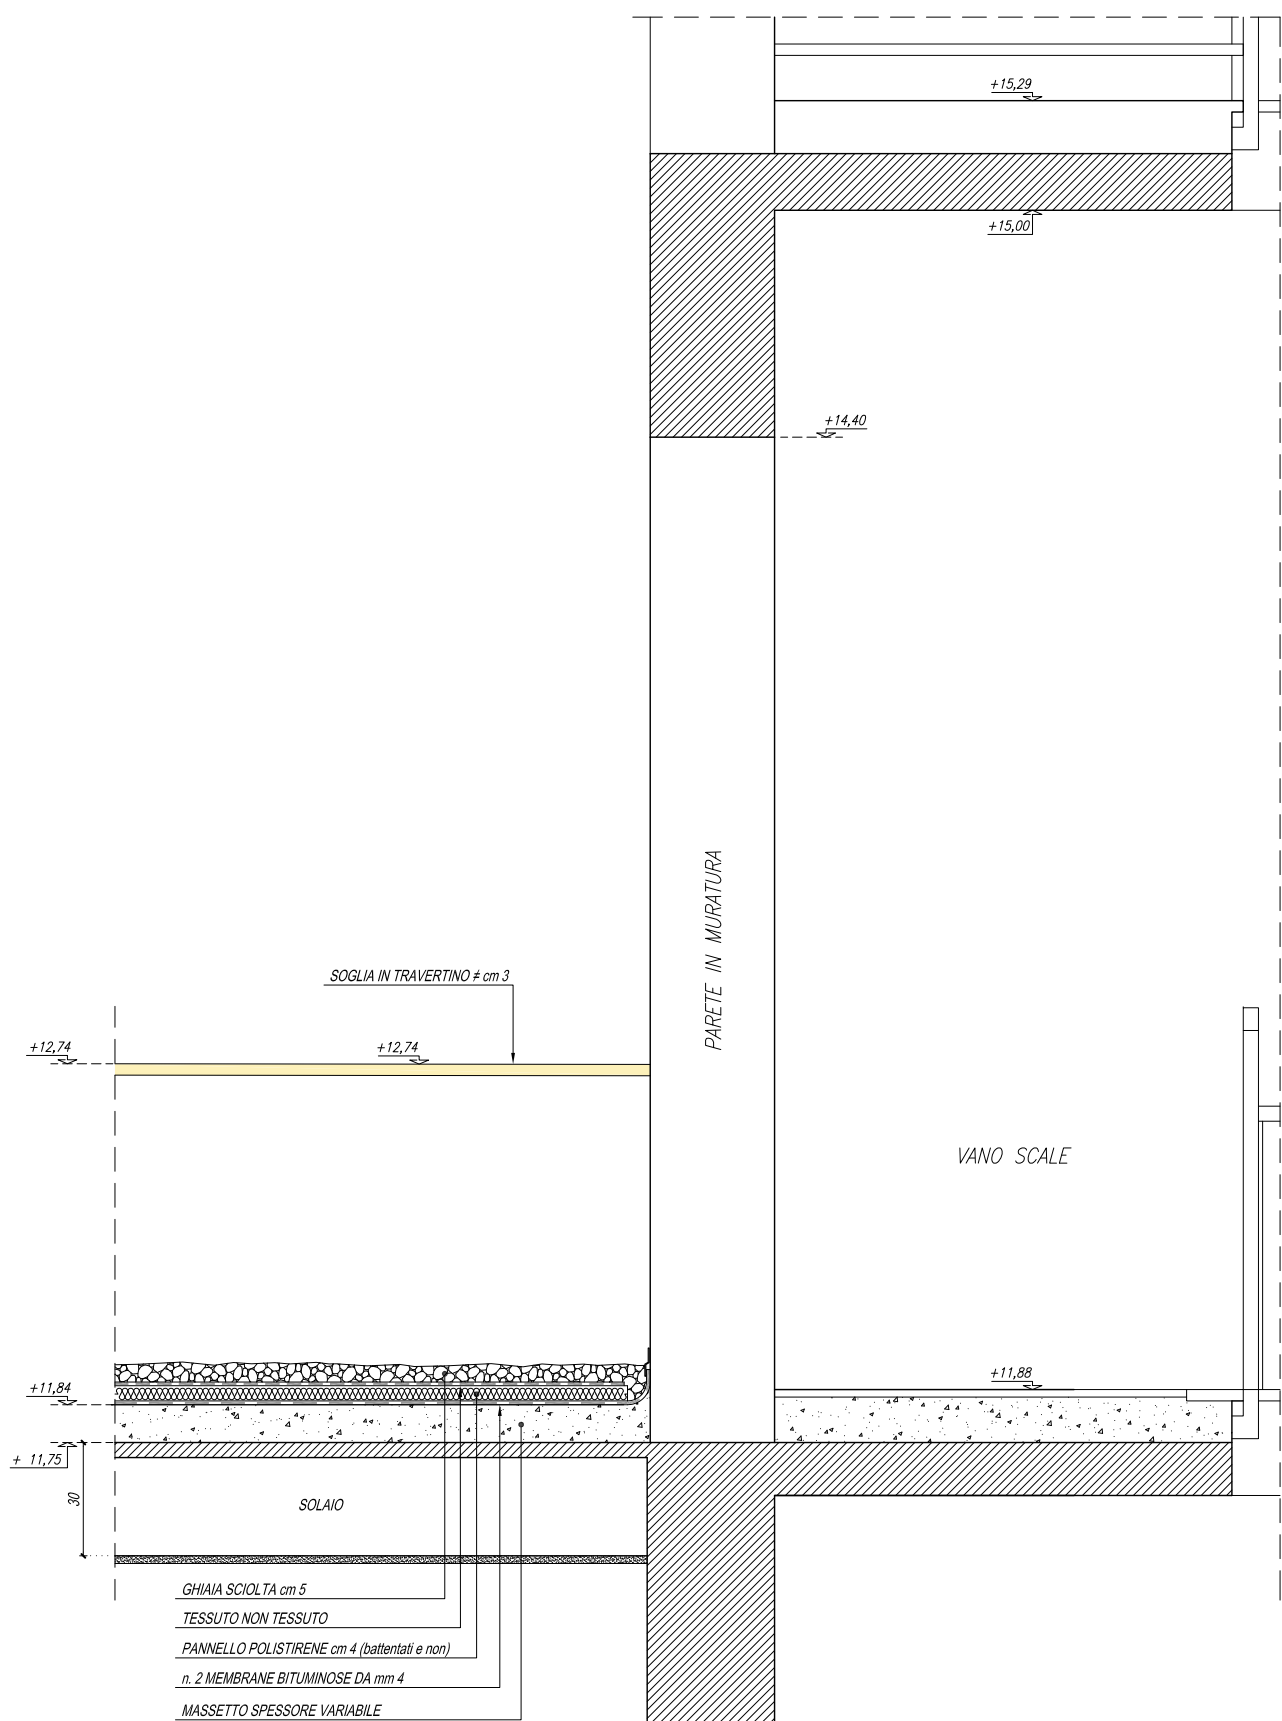 +15,29
+15,00
+14,40
PARETE IN MURATURA
SOGLIA IN TRAVERTINO ≠ cm 3
+12,74
+12,74
VANO SCALE
+11,84
+11,88
+ 11,75
30
SOLAIO
GHIAIA SCIOLTA cm 5
TESSUTO NON TESSUTO
PANNELLO POLISTIRENE cm 4 (battentati e non)
n. 2 MEMBRANE BITUMINOSE DA mm 4
MASSETTO SPESSORE VARIABILE